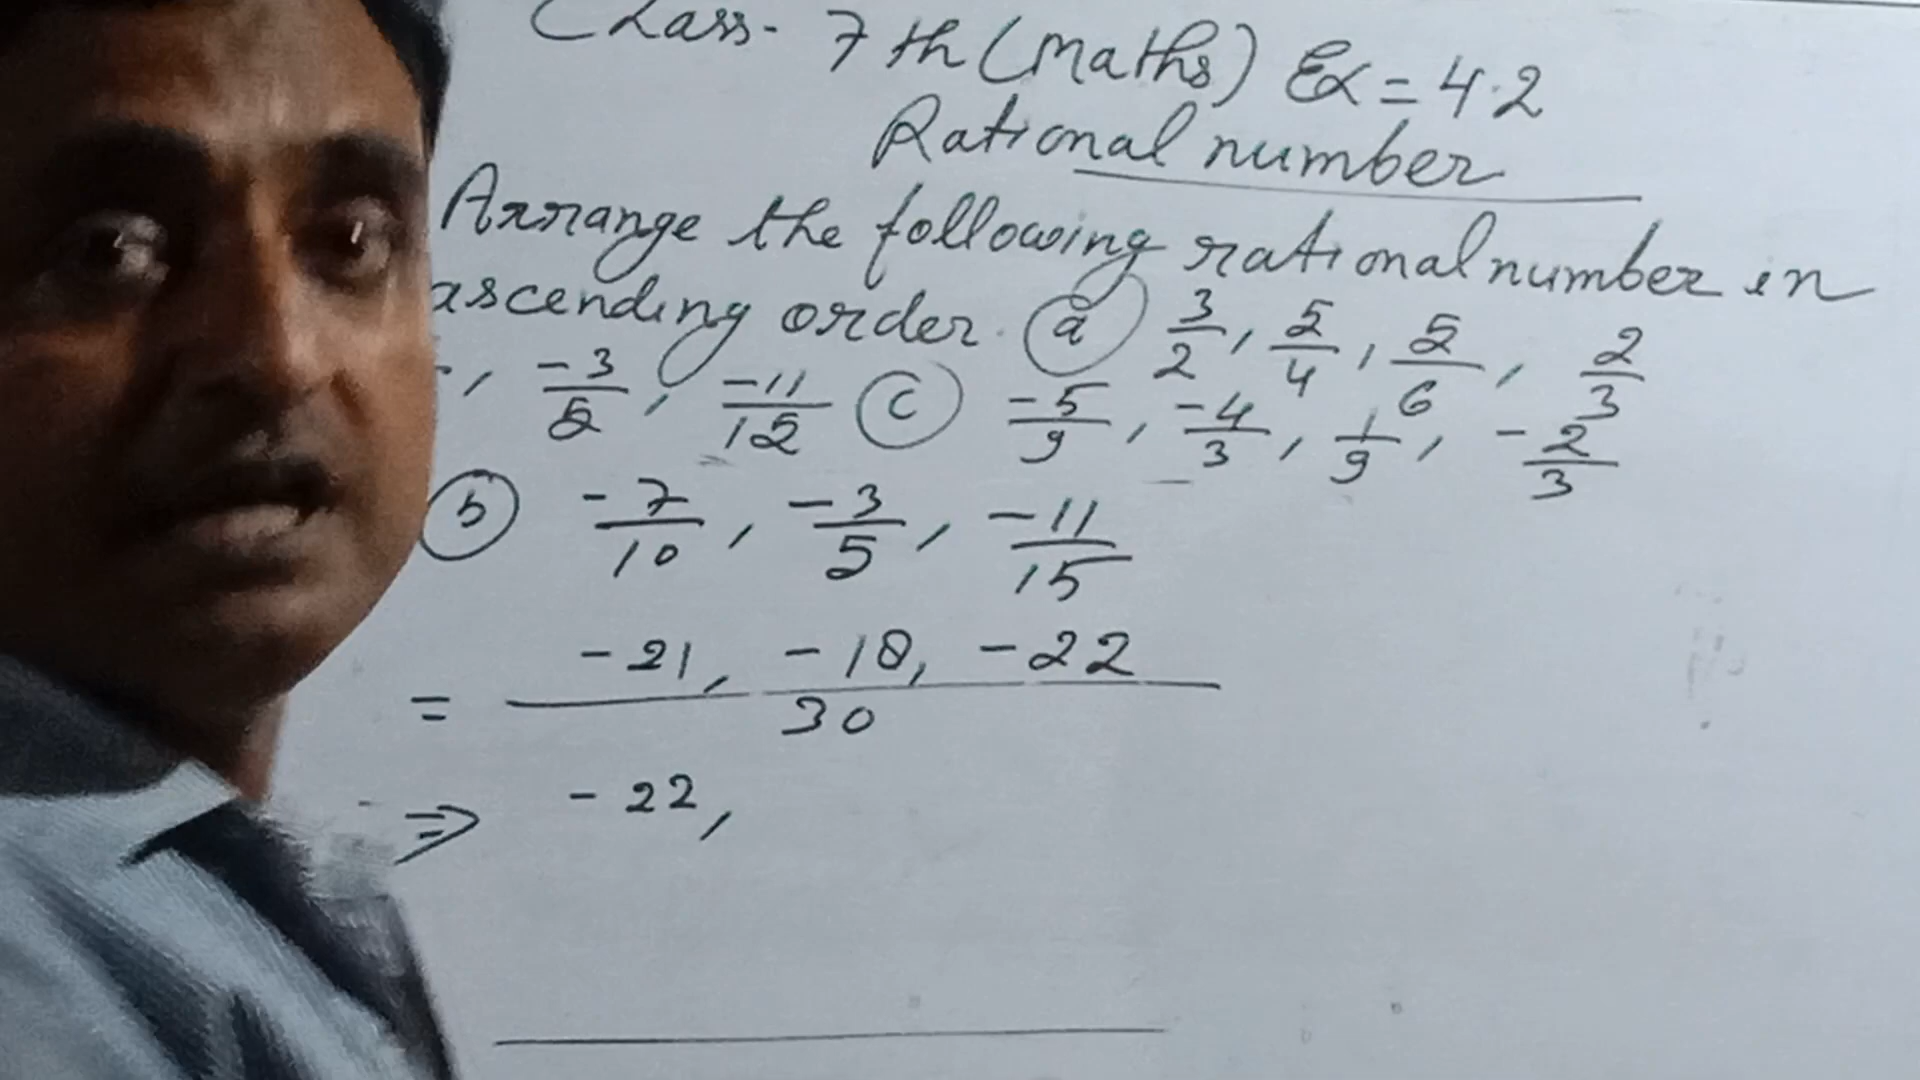 Class- 7th (Maths) Ex = 4.2
Rational number
Arrange the following rational number in
ascending order. (a) 3/2, 5/4, 5/6, 2/3
, -3/5, -11/15 (c) -5/9, -4/3, 1/9, -2/3
(b) -7/10, -3/5, -11/15
= -21, -18, -22 / 30
⇒ -22,